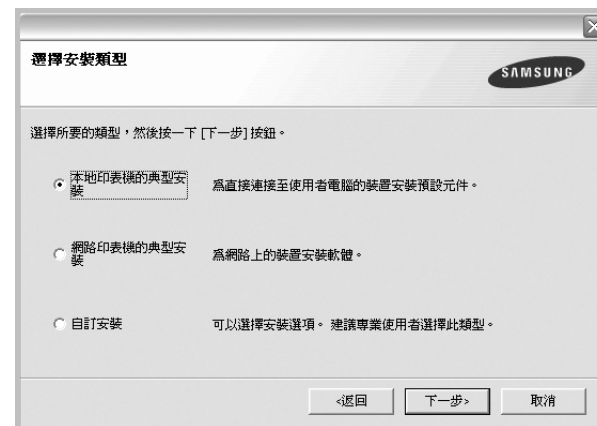 選擇安裝類型
SAMSUNG
選擇所要的類型，然後按一下 [下一步] 按鈕。
本地印表機的典型安
裝
為直接連接至使用者電腦的裝置安裝預設元件。
網路印表機的典型安
裝
為網路上的裝置安裝軟體。
自訂安裝
可以選擇安裝選項。 建議專業使用者選擇此類型。
<返回
下一步>
取消